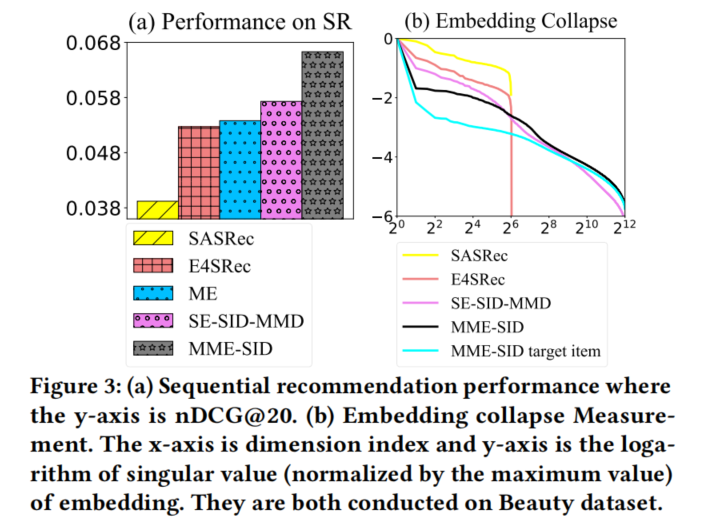 (a) Performance on SR
0.068
0.058
0.048
0.038
SASRec
E4SRec
ME
SE-SID-MMD
MME-SID
(b) Embedding Collapse
0
−2
−4
−6
2^0 2^2 2^4 2^6 2^8 2^10 2^12
SASRec
E4SRec
SE-SID-MMD
MME-SID
MME-SID target item
Figure 3: (a) Sequential recommendation performance where
the y-axis is nDCG@20. (b) Embedding collapse Measure-
ment. The x-axis is dimension index and y-axis is the loga-
rithm of singular value (normalized by the maximum value)
of embedding. They are both conducted on Beauty dataset.